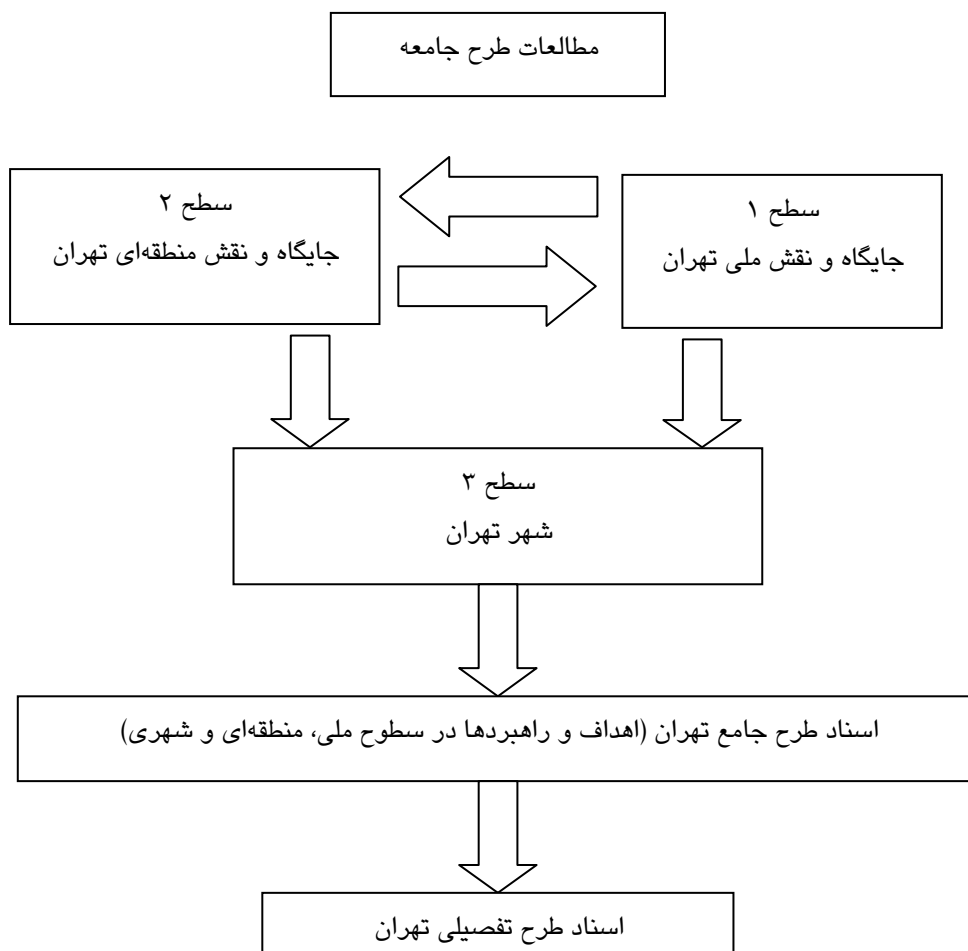 مطالعات طرح جامعه
سطح ۱
جایگاه و نقش ملی تهران
سطح ۲
جایگاه و نقش منطقه‌ای تهران
سطح ۳
شهر تهران
اسناد طرح جامع تهران (اهداف و راهبردها در سطوح ملی، منطقه‌ای و شهری)
اسناد طرح تفصیلی تهران